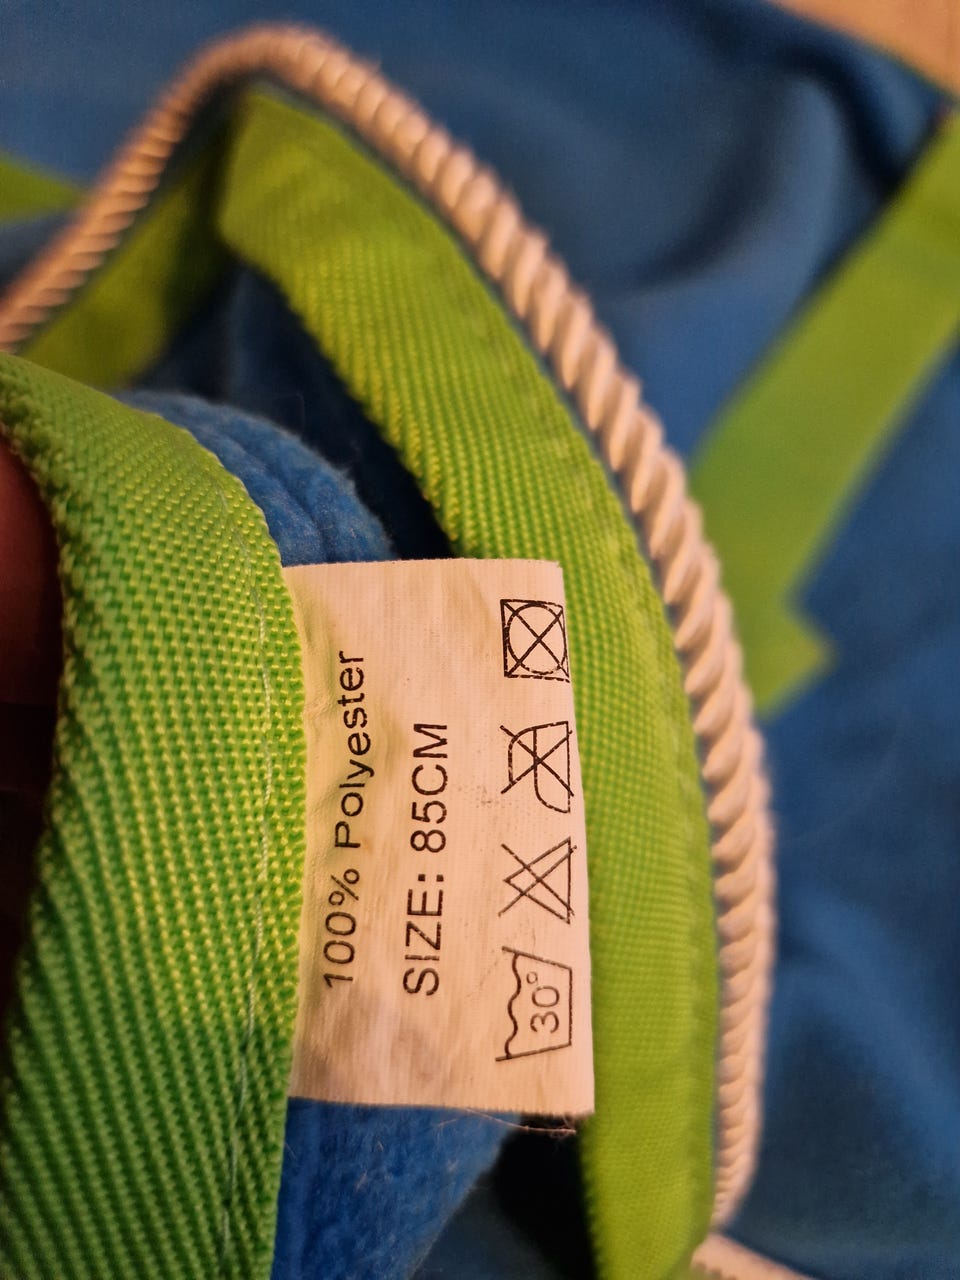 100% Polyester
SIZE: 85CM
30°